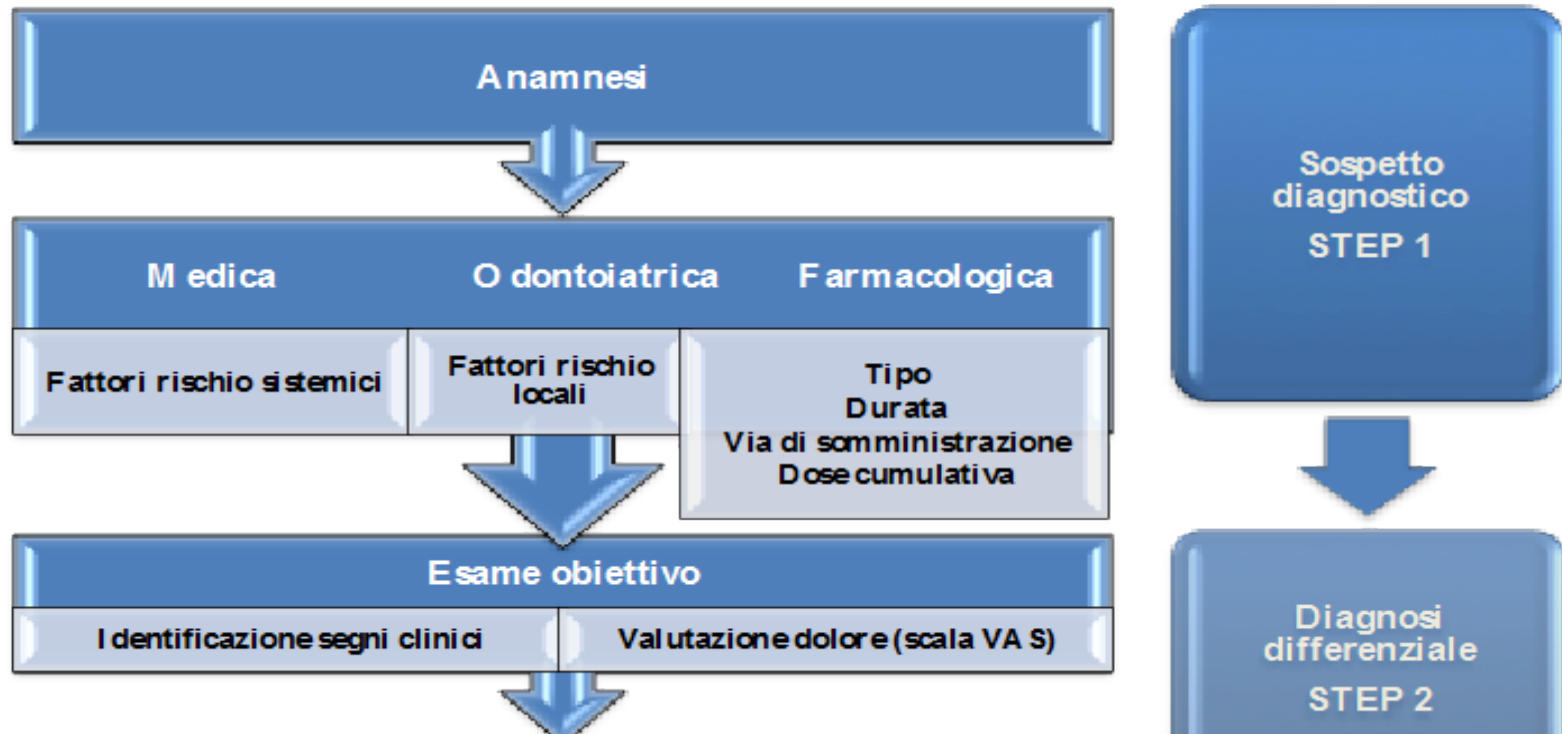 Anamnesi
Medica Odontoiatrica Farmacologica
Fattori rischio sistemici
Fattori rischio
locali
Tipo
Durata
Via di somministrazione
Dose cumulativa
Esame obiettivo
Identificazione segni clinici
Valutazione dolore (scala VAS)
Sospetto
diagnostico
STEP 1
Diagnosi
differenziale
STEP 2